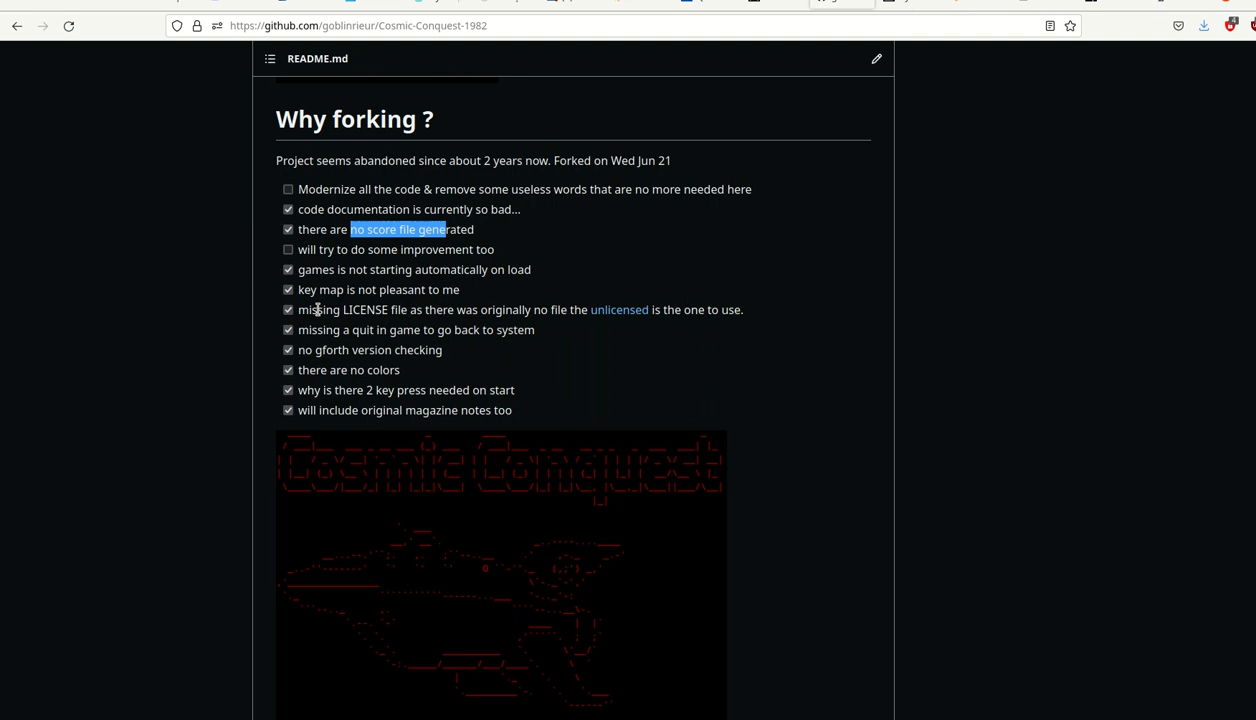 https://github.com/goblinrieur/Cosmic-Conquest-1982
4
README.md
Why forking ?
Project seems abandoned since about 2 years now. Forked on Wed Jun 21
Modernize all the code & remove some useless words that are no more needed here
code documentation is currently so bad...
there are no score file generated
will try to do some improvement too
games is not starting automatically on load
key map is not pleasant to me
missing LICENSE file as there was originally no file the unlicensed is the one to use.
missing a quit in game to go back to system
no gforth version checking
there are no colors
why is there 2 key press needed on start
will include original magazine notes too
Cosmic Conquest